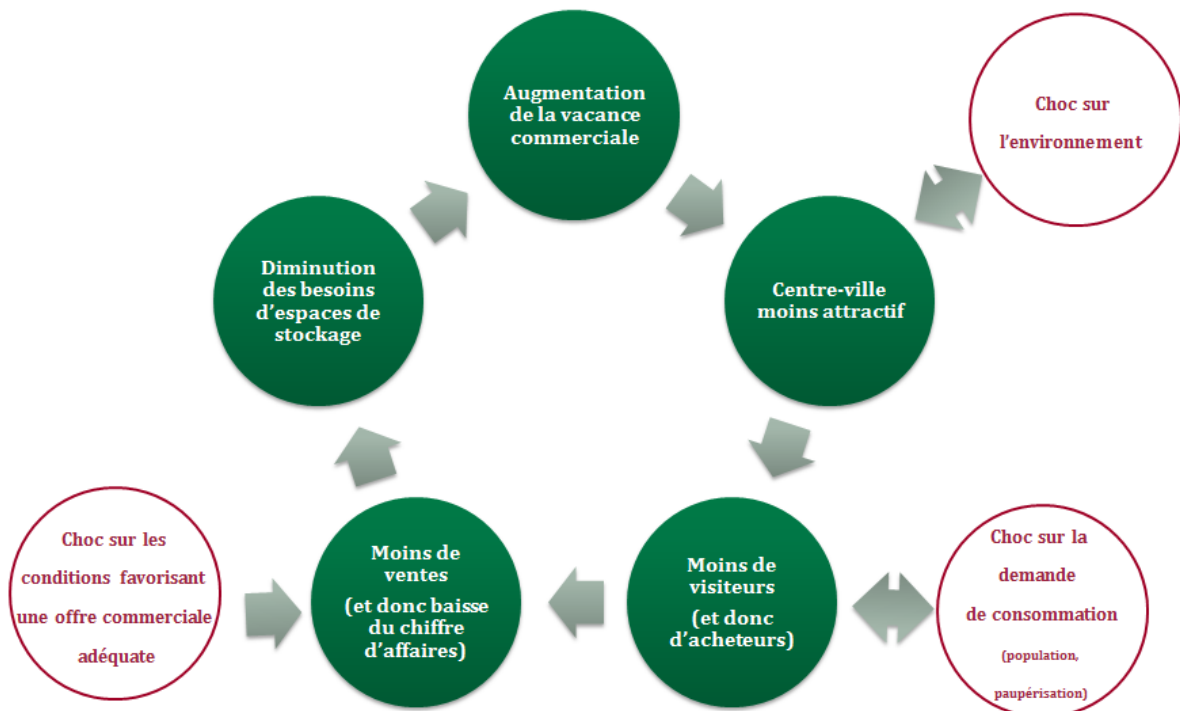 Augmentation
de la vacance
commerciale
Choc sur
l'environnement
Diminution
des besoins
d'espaces de
stockage
Centre-ville
moins attractif
Choc sur les
conditions favorisant
une offre commerciale
adéquate
Moins de
ventes
(et donc baisse
du chiffre
d'affaires)
Moins de
visiteurs
(et donc
d'acheteurs)
Choc sur la
demande
de consommation
(population,
paupérisation)